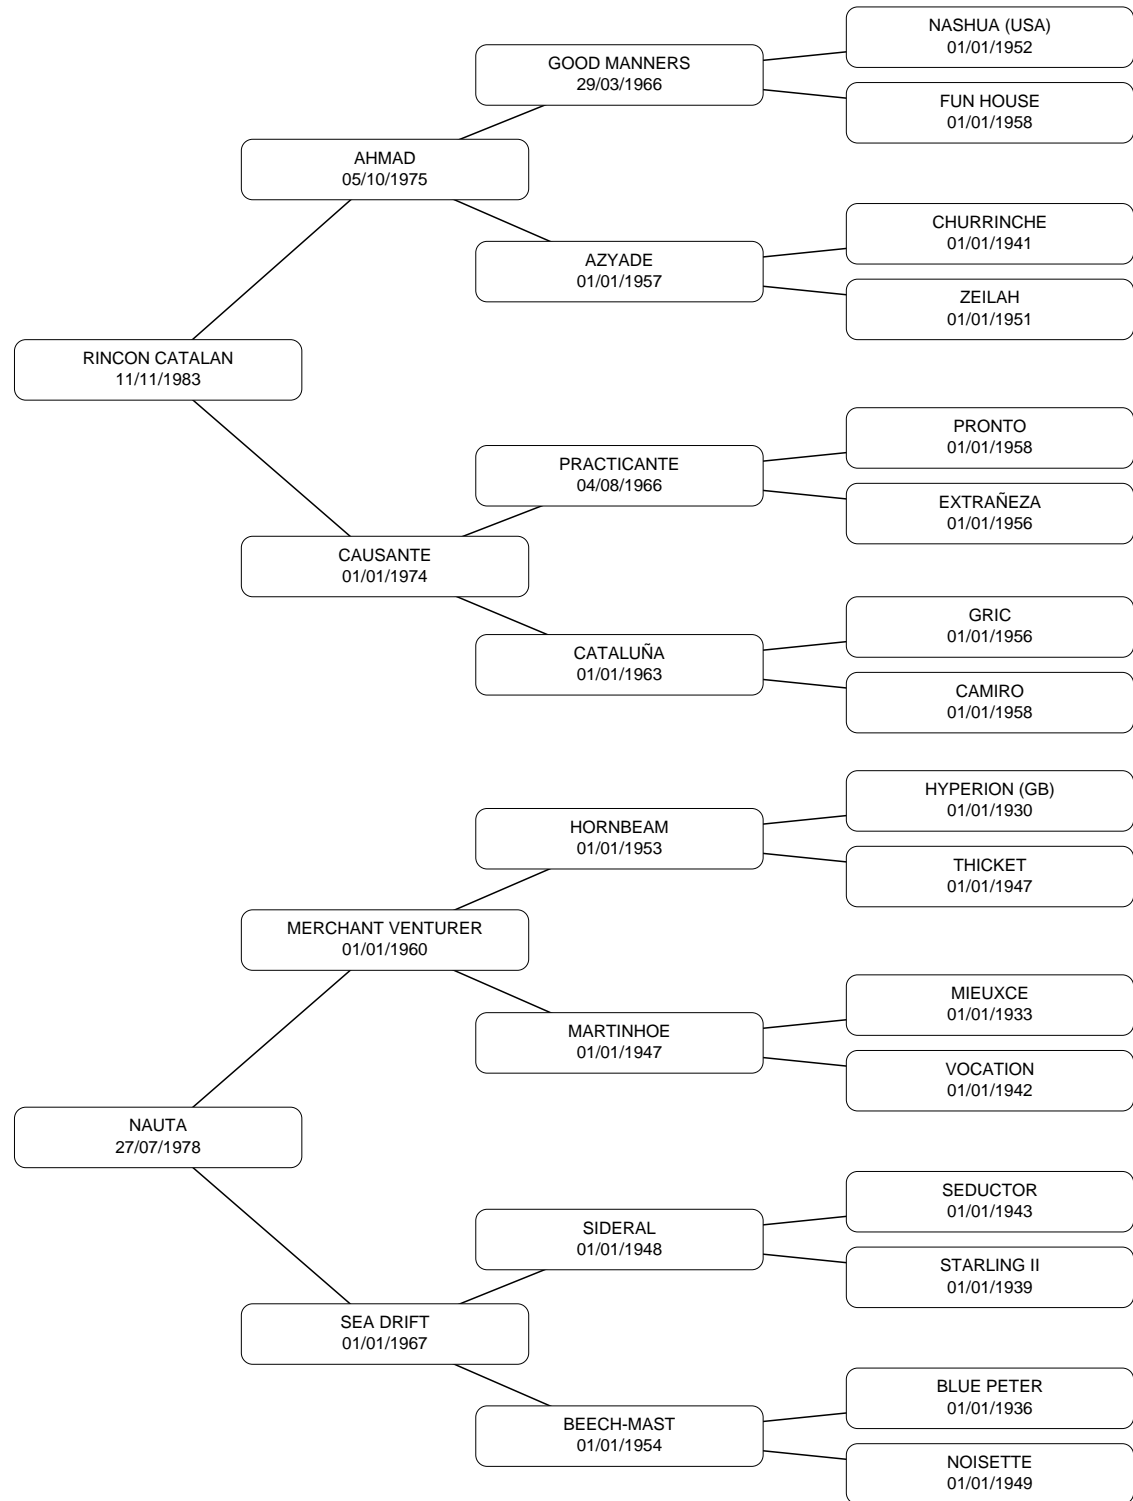 NASHUA (USA)
01/01/1952
GOOD MANNERS
29/03/1966
FUN HOUSE
01/01/1958
AHMAD
05/10/1975
CHURRINCHE
01/01/1941
AZYADE
01/01/1957
ZEILAH
01/01/1951
RINCON CATALAN
11/11/1983
PRONTO
01/01/1958
PRACTICANTE
04/08/1966
EXTRAÑEZA
01/01/1956
CAUSANTE
01/01/1974
GRIC
01/01/1956
CATALUÑA
01/01/1963
CAMIRO
01/01/1958
HYPERION (GB)
01/01/1930
HORNBEAM
01/01/1953
THICKET
01/01/1947
MERCHANT VENTURER
01/01/1960
MIEUXCE
01/01/1933
MARTINHOE
01/01/1947
VOCATION
01/01/1942
NAUTA
27/07/1978
SEDUCTOR
01/01/1943
SIDERAL
01/01/1948
STARLING II
01/01/1939
SEA DRIFT
01/01/1967
BLUE PETER
01/01/1936
BEECH-MAST
01/01/1954
NOISETTE
01/01/1949